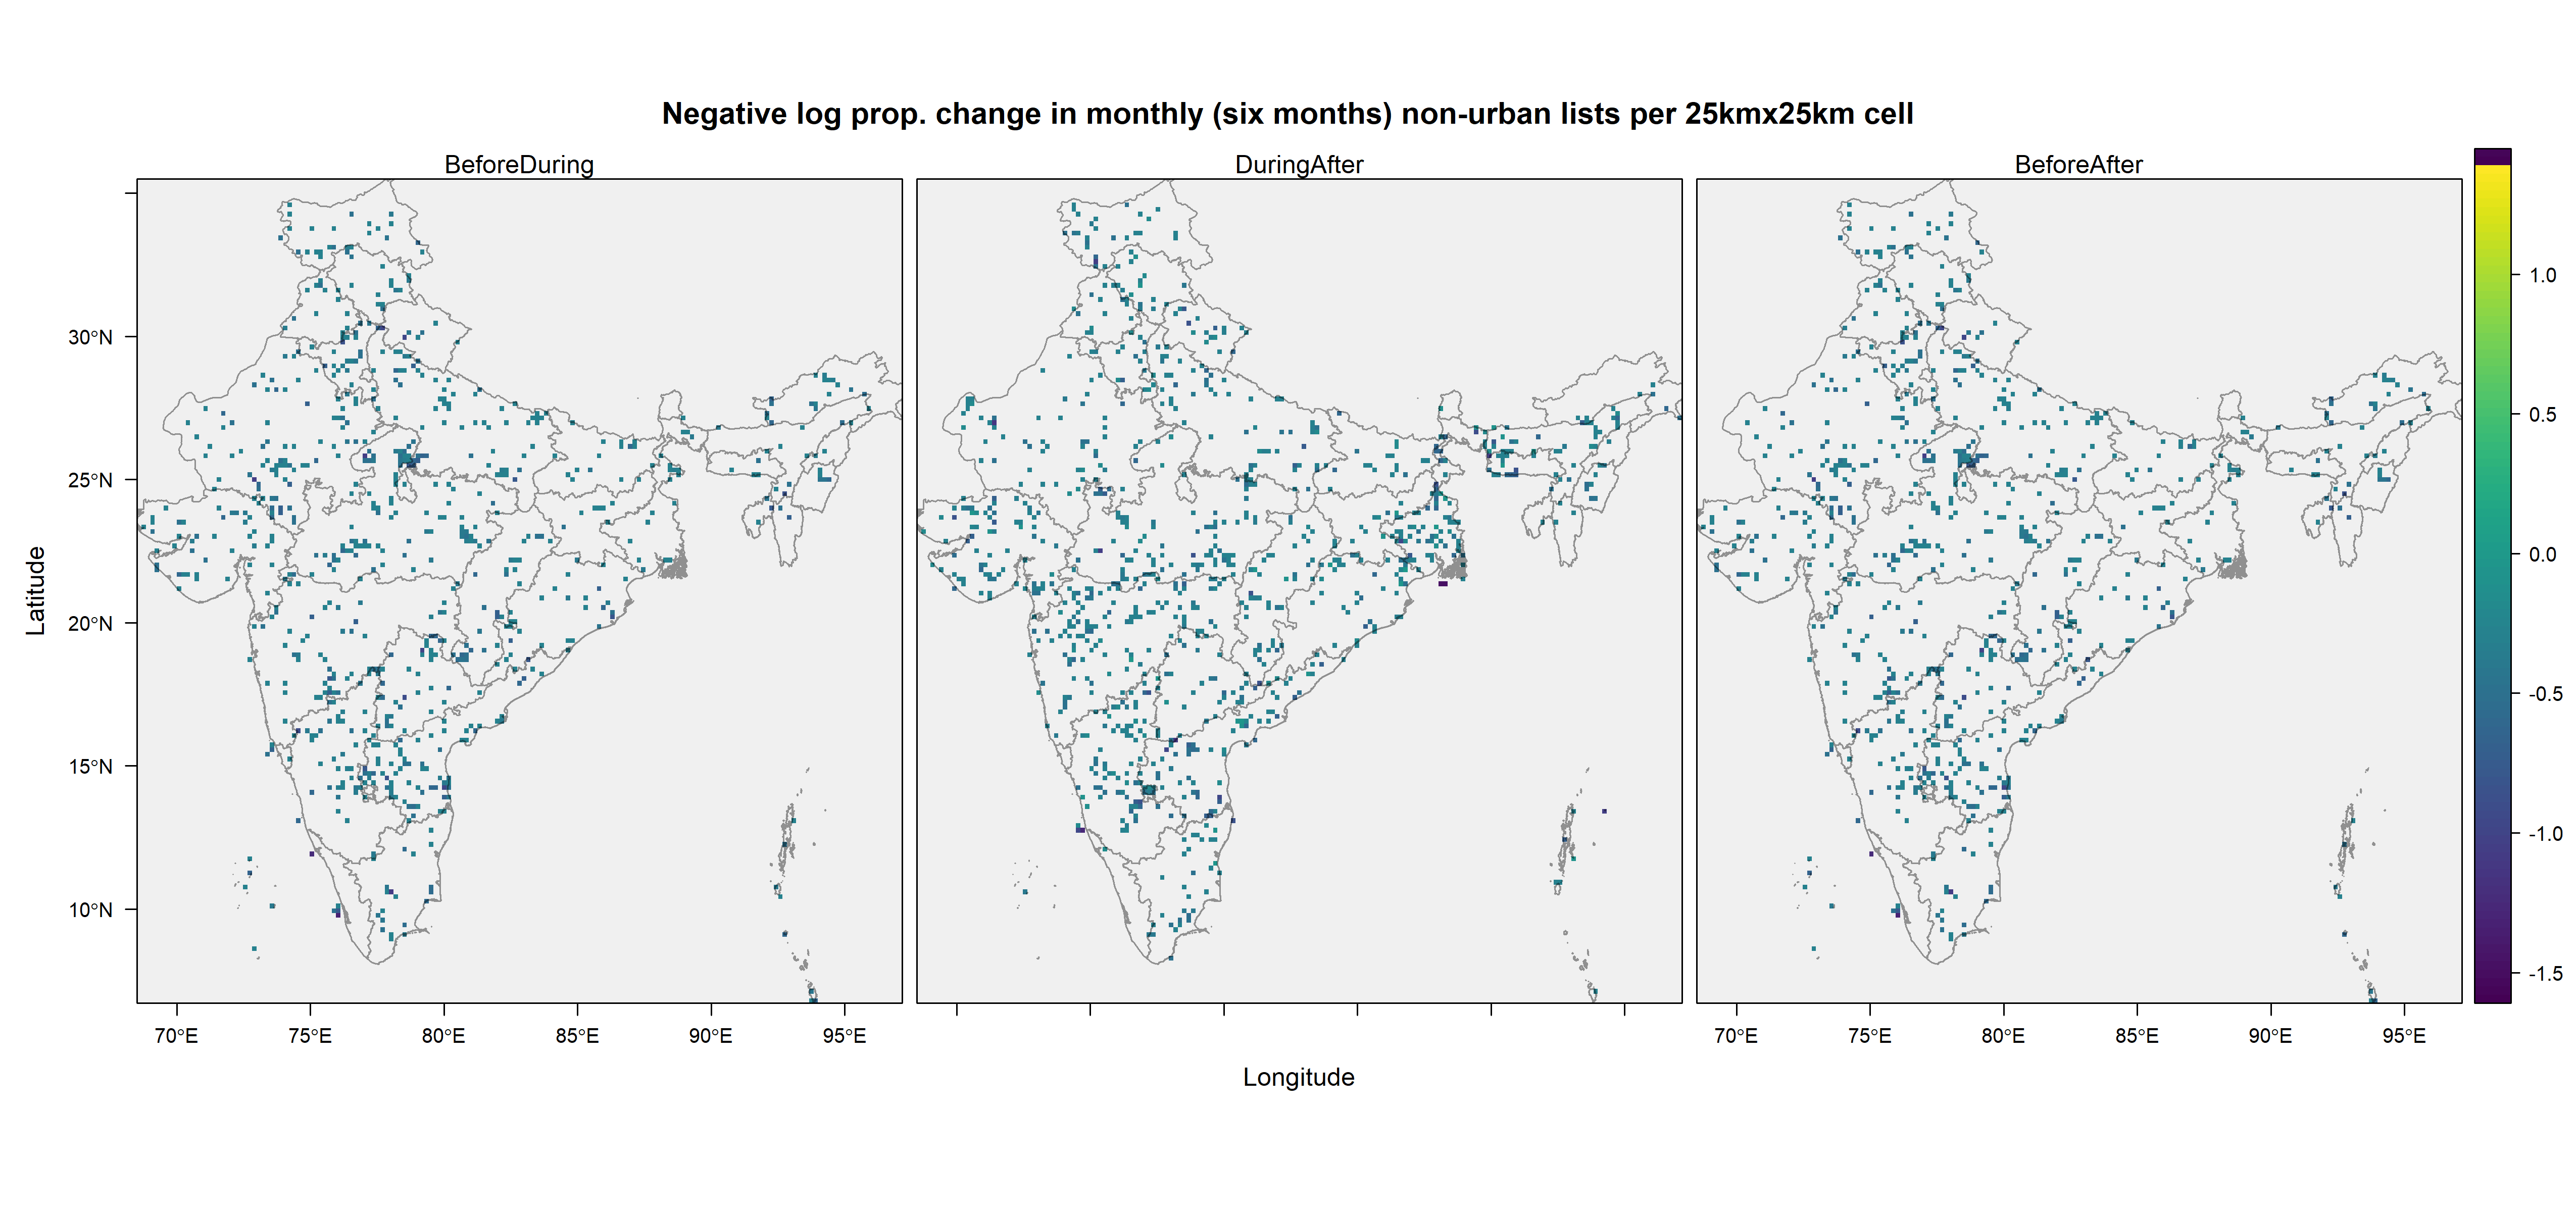 Negative log prop. change in monthly (six months) non-urban lists per 25kmx25km cell
BeforeDuring
DuringAfter
BeforeAfter
Latitude
30°N
25°N
20°N
15°N
10°N
70°E 75°E 80°E 85°E 90°E 95°E
70°E 75°E 80°E 85°E 90°E 95°E
Longitude
1.0
0.5
0.0
-0.5
-1.0
-1.5